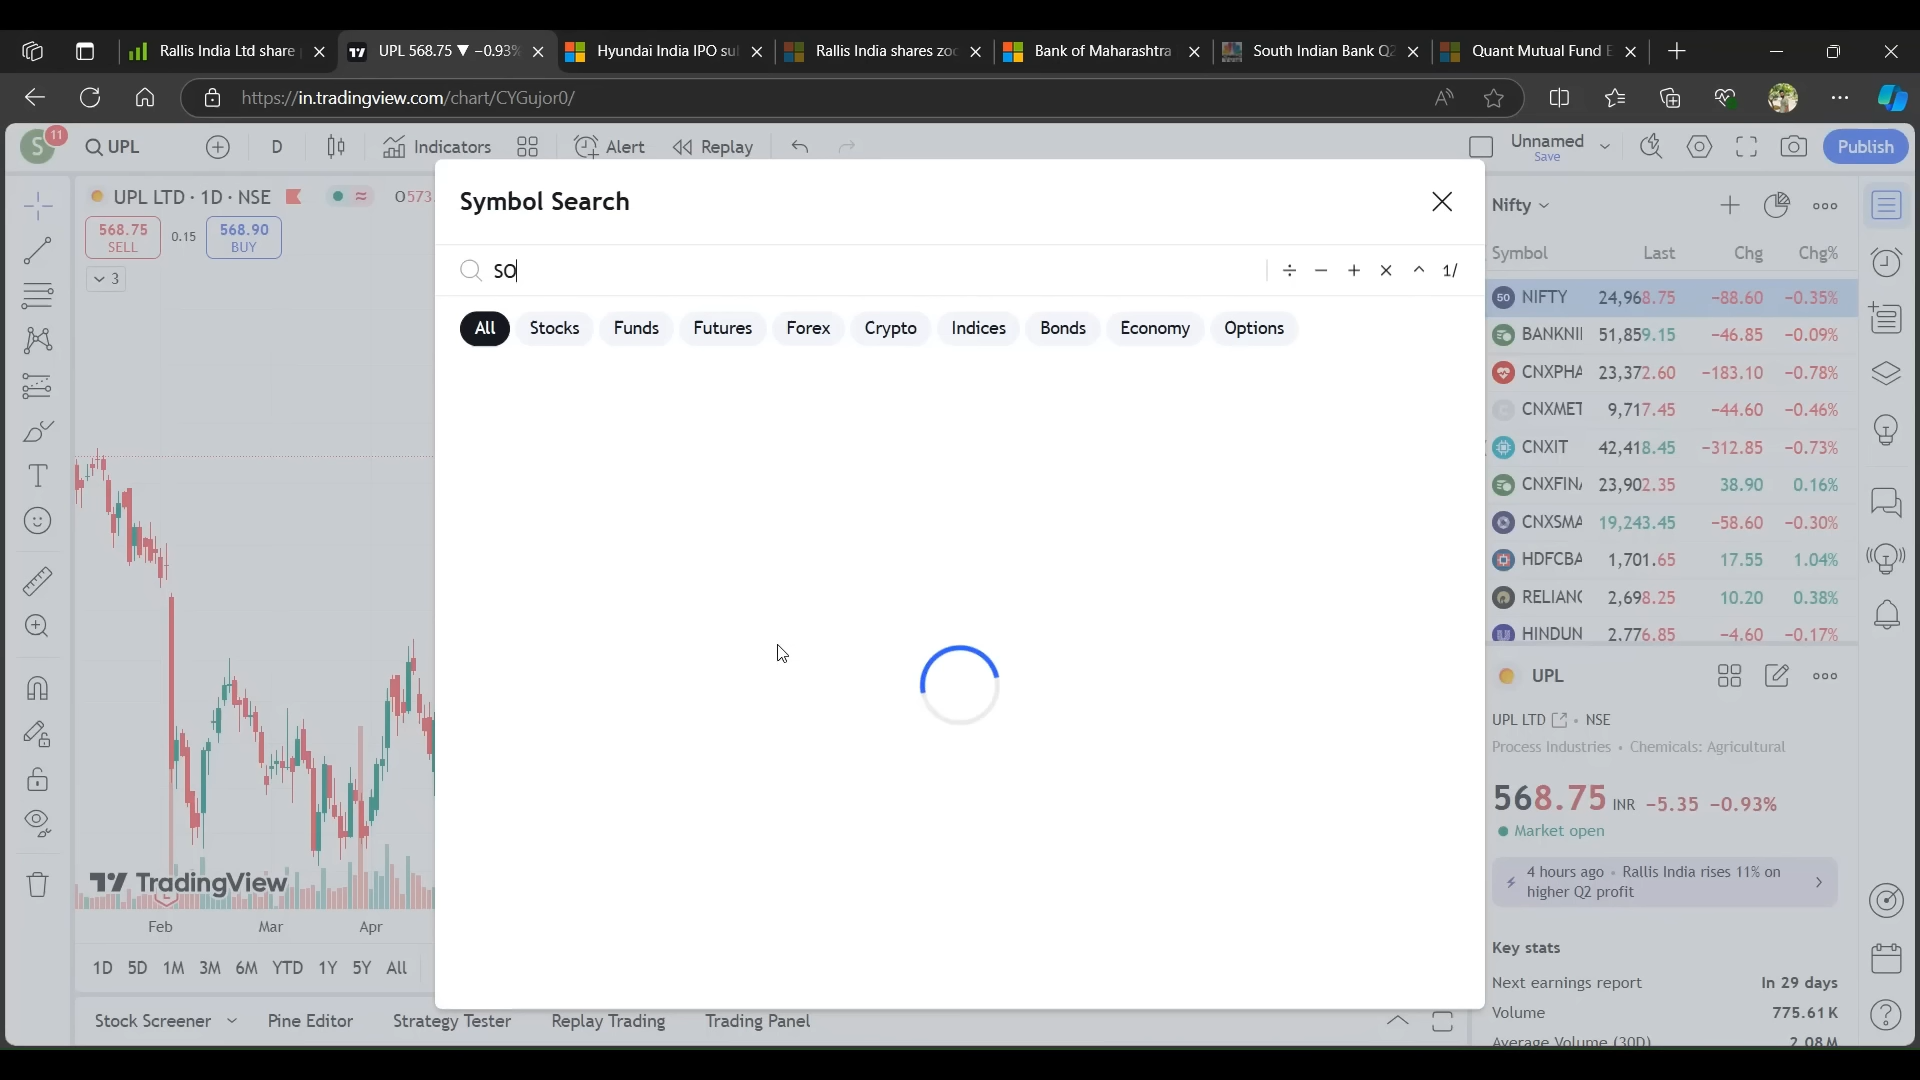 Rallis India Ltd share
UPL 568.75 ▼ −0.93%
Hyundai India IPO su
Rallis India shares zo
Bank of Maharashtra
South Indian Bank Q2
Quant Mutual Fund
https://in.tradingview.com/chart/CYGujor0/
S
11
UPL
D
Indicators
Alert
Replay
Unnamed
Save
Publish
UPL LTD · 1D · NSE
O573.
568.75
SELL
0.15
568.90
BUY
3
Symbol Search
SO
÷ − + × ^ 1/
All Stocks Funds Futures Forex Crypto Indices Bonds Economy Options
Nifty
Symbol Last Chg Chg%
50 NIFTY 24,968.75 −88.60 −0.35%
BANKNI 51,859.15 −46.85 −0.09%
CNXPHA 23,372.60 −183.10 −0.78%
C CNXMET 9,717.45 −44.60 −0.46%
CNXIT 42,418.45 −312.85 −0.73%
CNXFIN 23,902.35 38.90 0.16%
CNXSMA 19,243.45 −58.60 −0.30%
HDFCBA 1,701.65 17.55 1.04%
RELIANC 2,698.25 10.20 0.38%
HINDUN 2,776.85 −4.60 −0.17%
UPL
UPL LTD · NSE
Process Industries • Chemicals: Agricultural
568.75 INR −5.35 −0.93%
Market open
4 hours ago • Rallis India rises 11% on
higher Q2 profit
Key stats
Next earnings report In 29 days
Volume 775.61K
Average Volume (30D) 2.08M
TradingView
E
Feb Mar Apr
1D 5D 1M 3M 6M YTD 1Y 5Y All
Stock Screener Pine Editor Strategy Tester Replay Trading Trading Panel